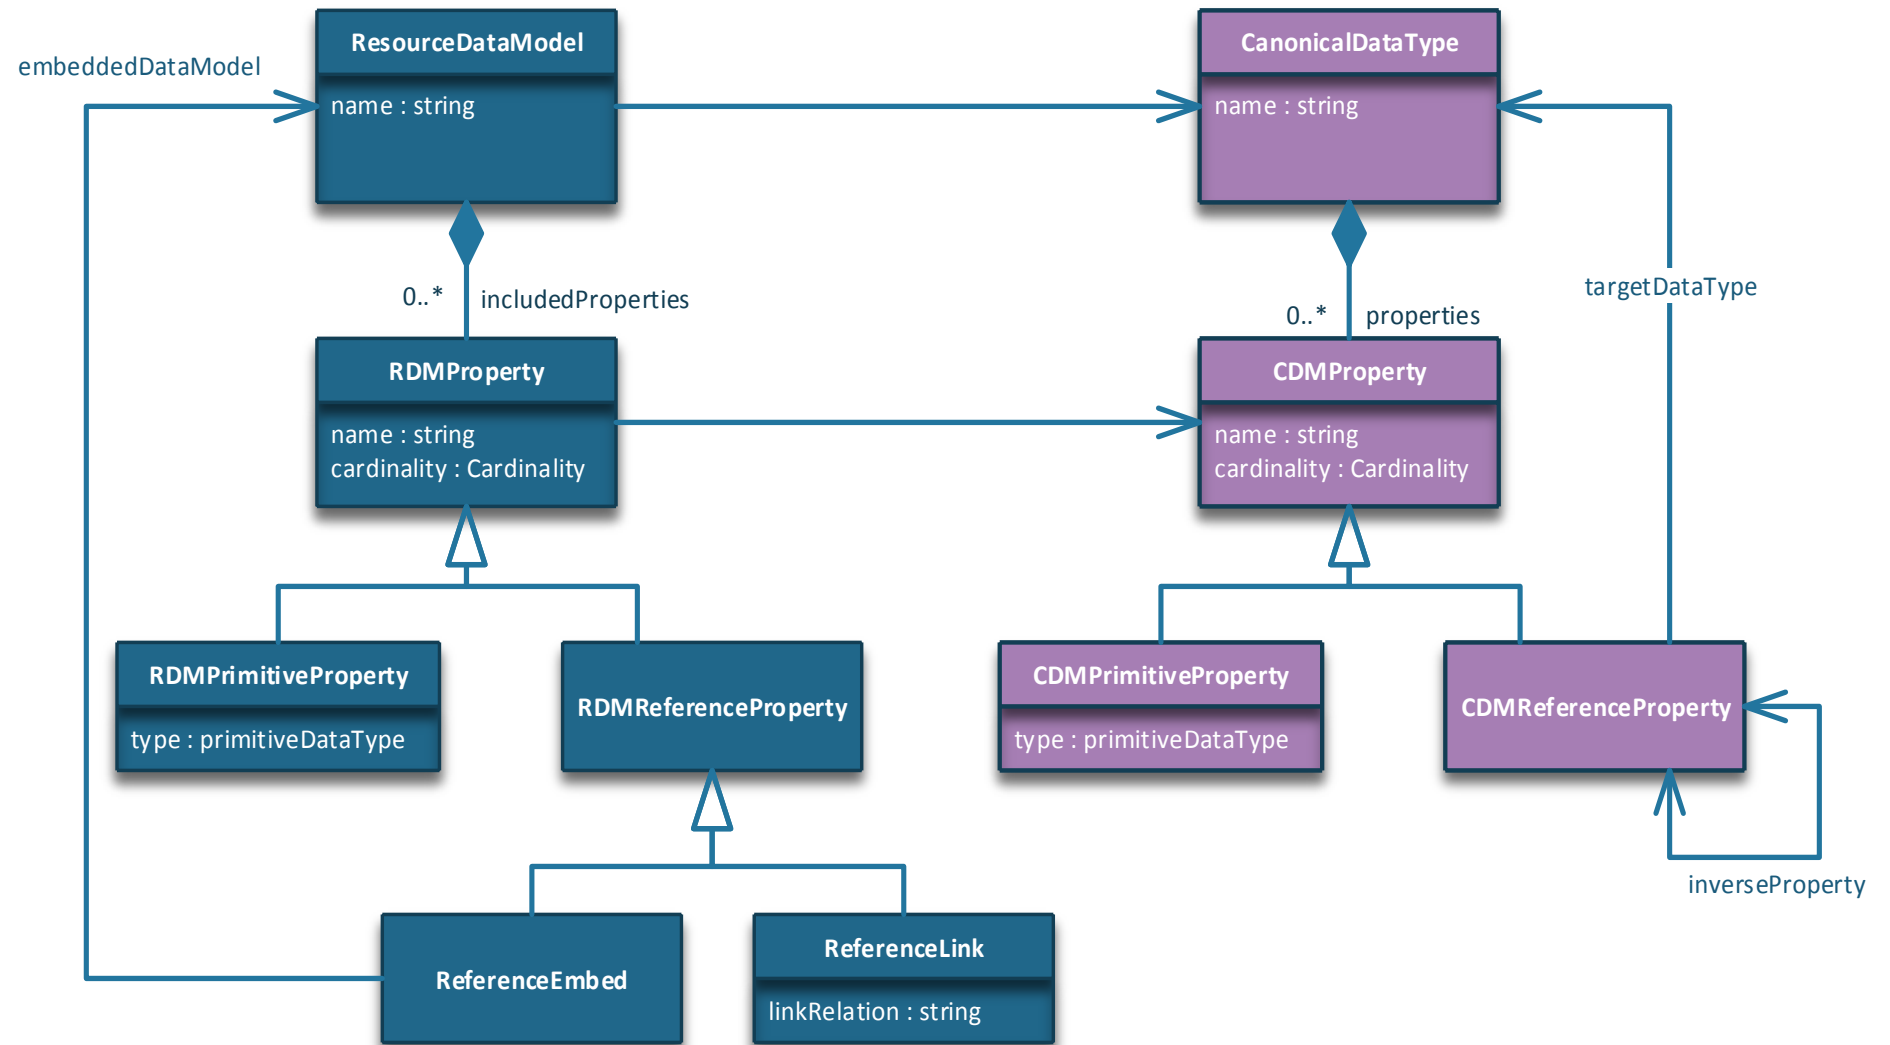 ResourceDataModel
CanonicalDataType
embeddedDataModel
name : string
name : string
targetDataType
0..* includedProperties
0..* properties
RDMProperty
CDMProperty
name : string
cardinality : Cardinality
name : string
cardinality : Cardinality
RDMPrimitiveProperty
type : primitiveDataType
RDMReferenceProperty
CDMPrimitiveProperty
type : primitiveDataType
CDMReferenceProperty
inverseProperty
ReferenceEmbed
ReferenceLink
linkRelation : string